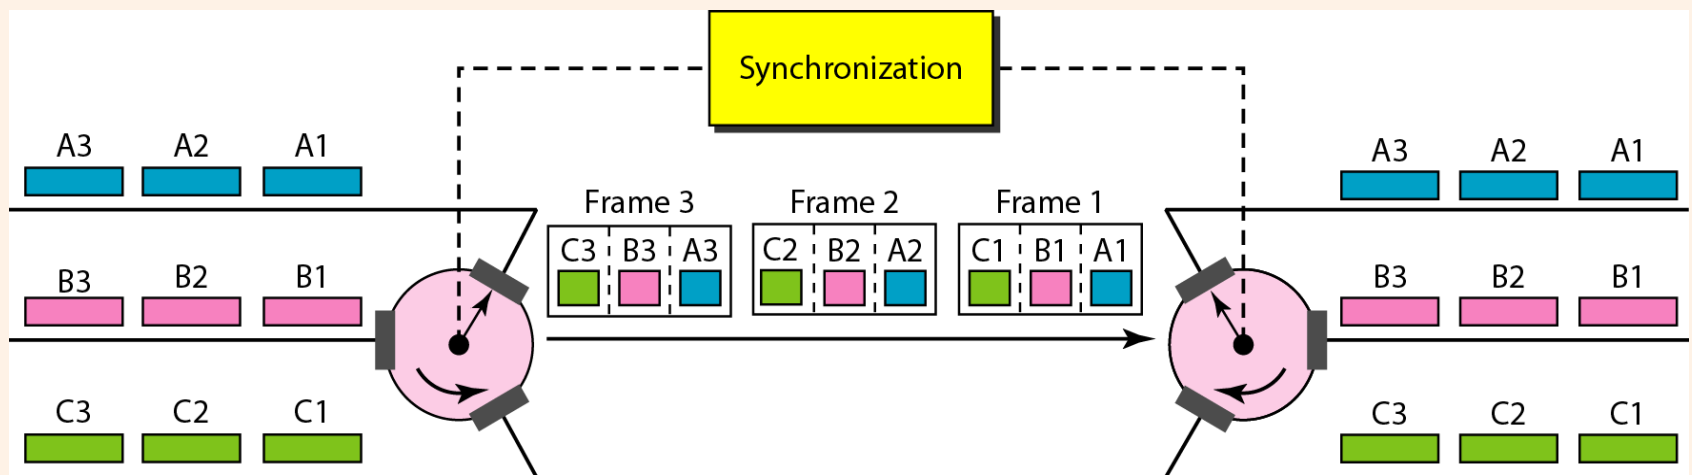 Synchronization
A3 A2 A1
A3 A2 A1
Frame 3 Frame 2 Frame 1
C3 B3 A3 C2 B2 A2 C1 B1 A1
B3 B2 B1
B3 B2 B1
C3 C2 C1
C3 C2 C1